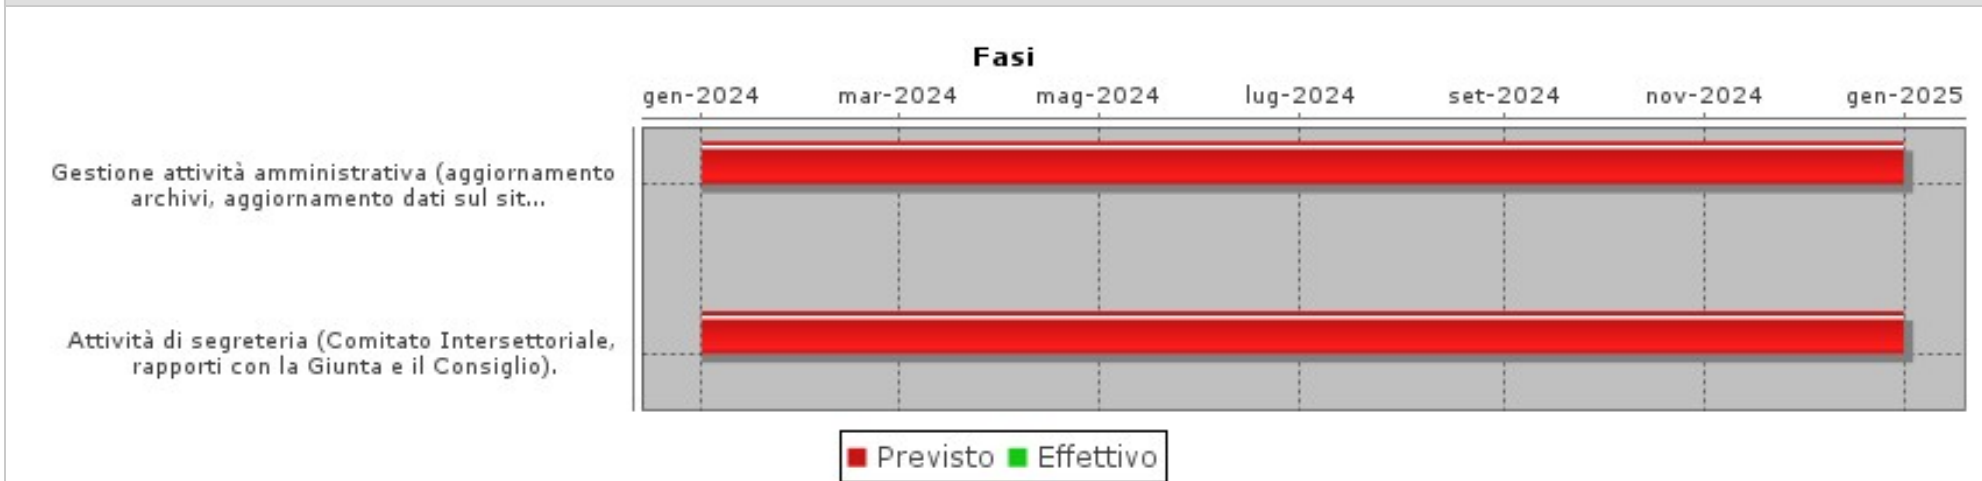 Fasi
gen-2024 mar-2024 mag-2024 lug-2024 set-2024 nov-2024 gen-2025
Gestione attività amministrativa (aggiornamento
archivi, aggiornamento dati sul sit...
Attività di segreteria (Comitato Intersettoriale,
rapporti con la Giunta e il Consiglio).
Previsto Effettivo